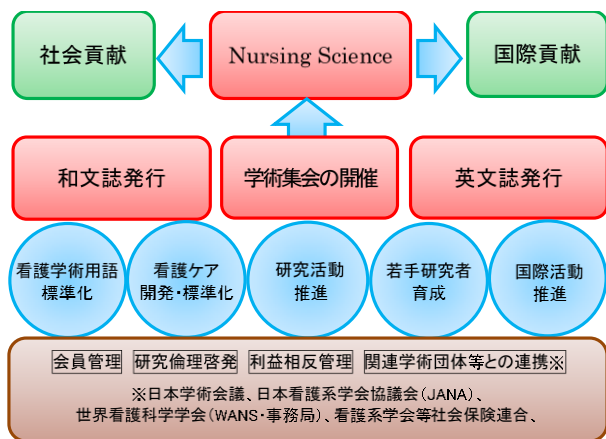 社会貢献
Nursing Science
国際貢献
和文誌発行
学術集会の開催
英文誌発行
看護学術用語
標準化
看護ケア
開発・標準化
研究活動
推進
若手研究者
育成
国際活動
推進
会員管理 研究倫理啓発 利益相反管理 関連学術団体等との連携※
※日本学術会議、日本看護系学会協議会(JANA)、
世界看護科学学会(WANS・事務局)、看護系学会等社会保険連合、